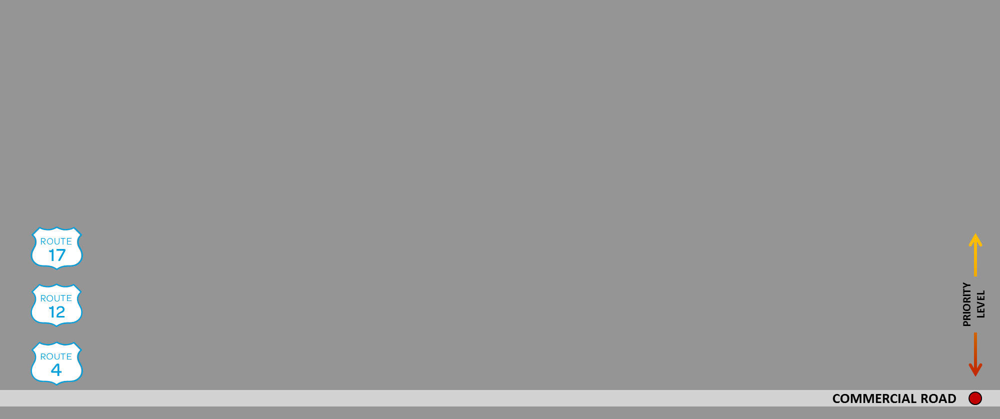 ROUTE
17
ROUTE
12
ROUTE
4
PRIORITY
LEVEL
COMMERCIAL ROAD